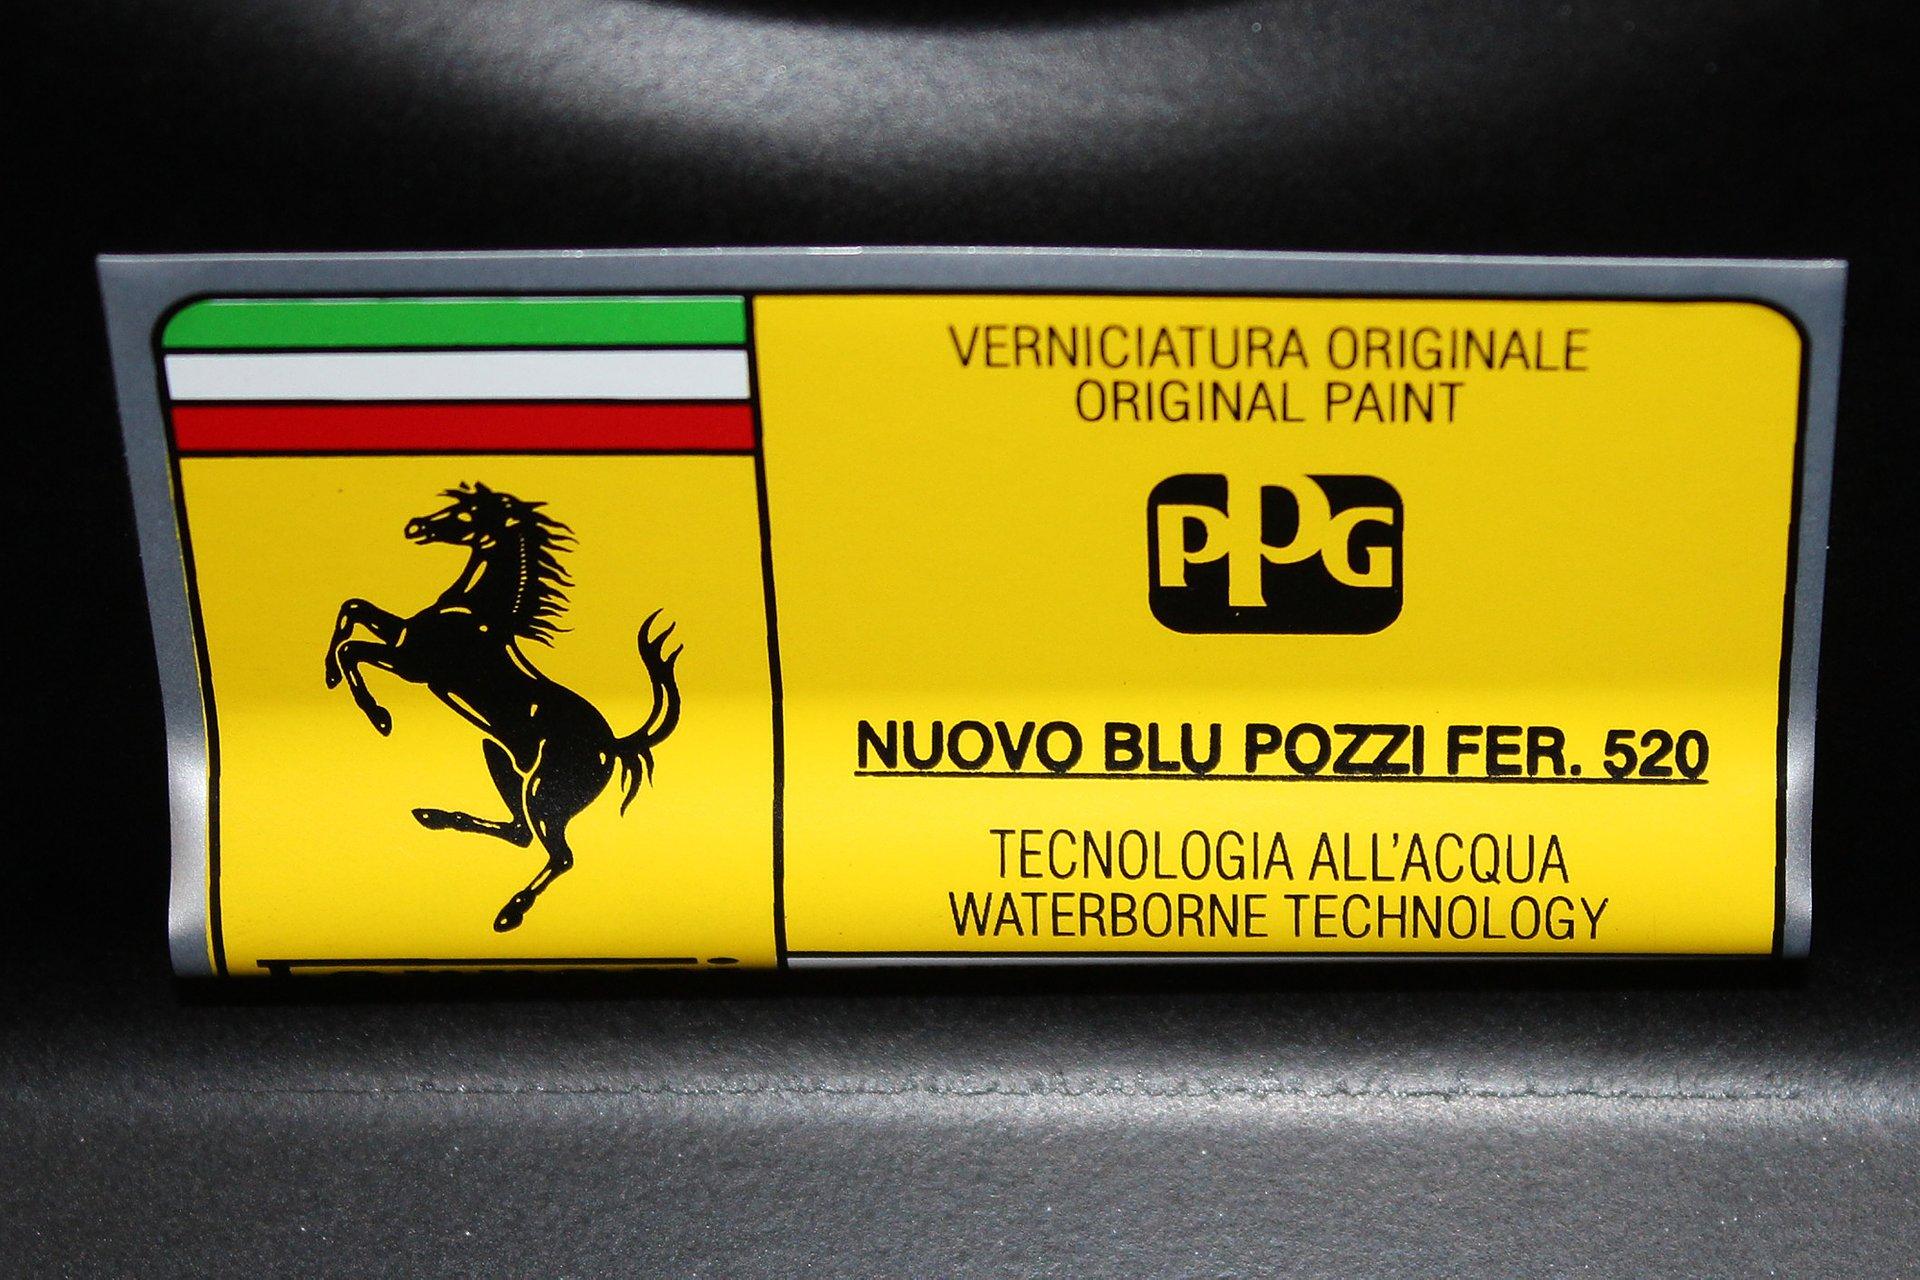 VERNICIATURA ORIGINALE
ORIGINAL PAINT
PPG
NUOVO BLU POZZI FER. 520
TECNOLOGIA ALL'ACQUA
WATERBORNE TECHNOLOGY